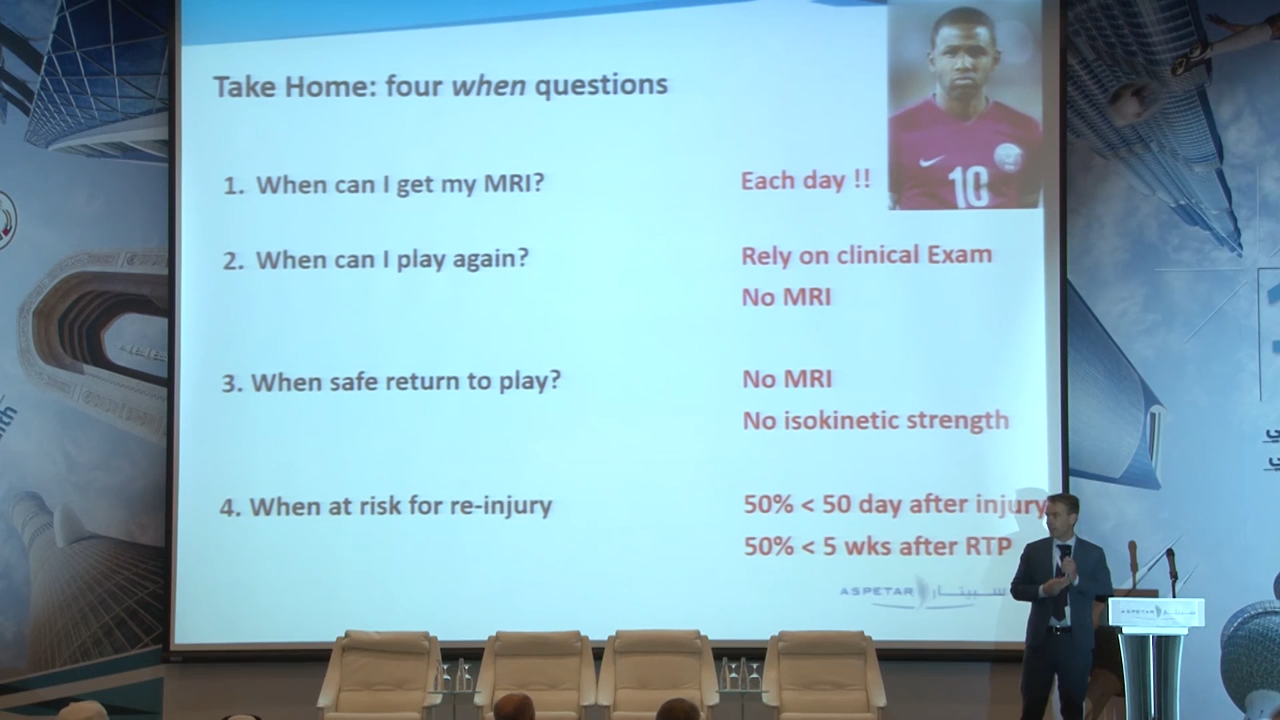 Take Home: four when questions
1. When can I get my MRI?
Each day !!
2. When can I play again?
Rely on clinical Exam
No MRI
3. When safe return to play?
No MRI
No isokinetic strength
4. When at risk for re-injury
50% < 50 day after injury
50% < 5 wks after RTP
ASPETAR سبيتار
10